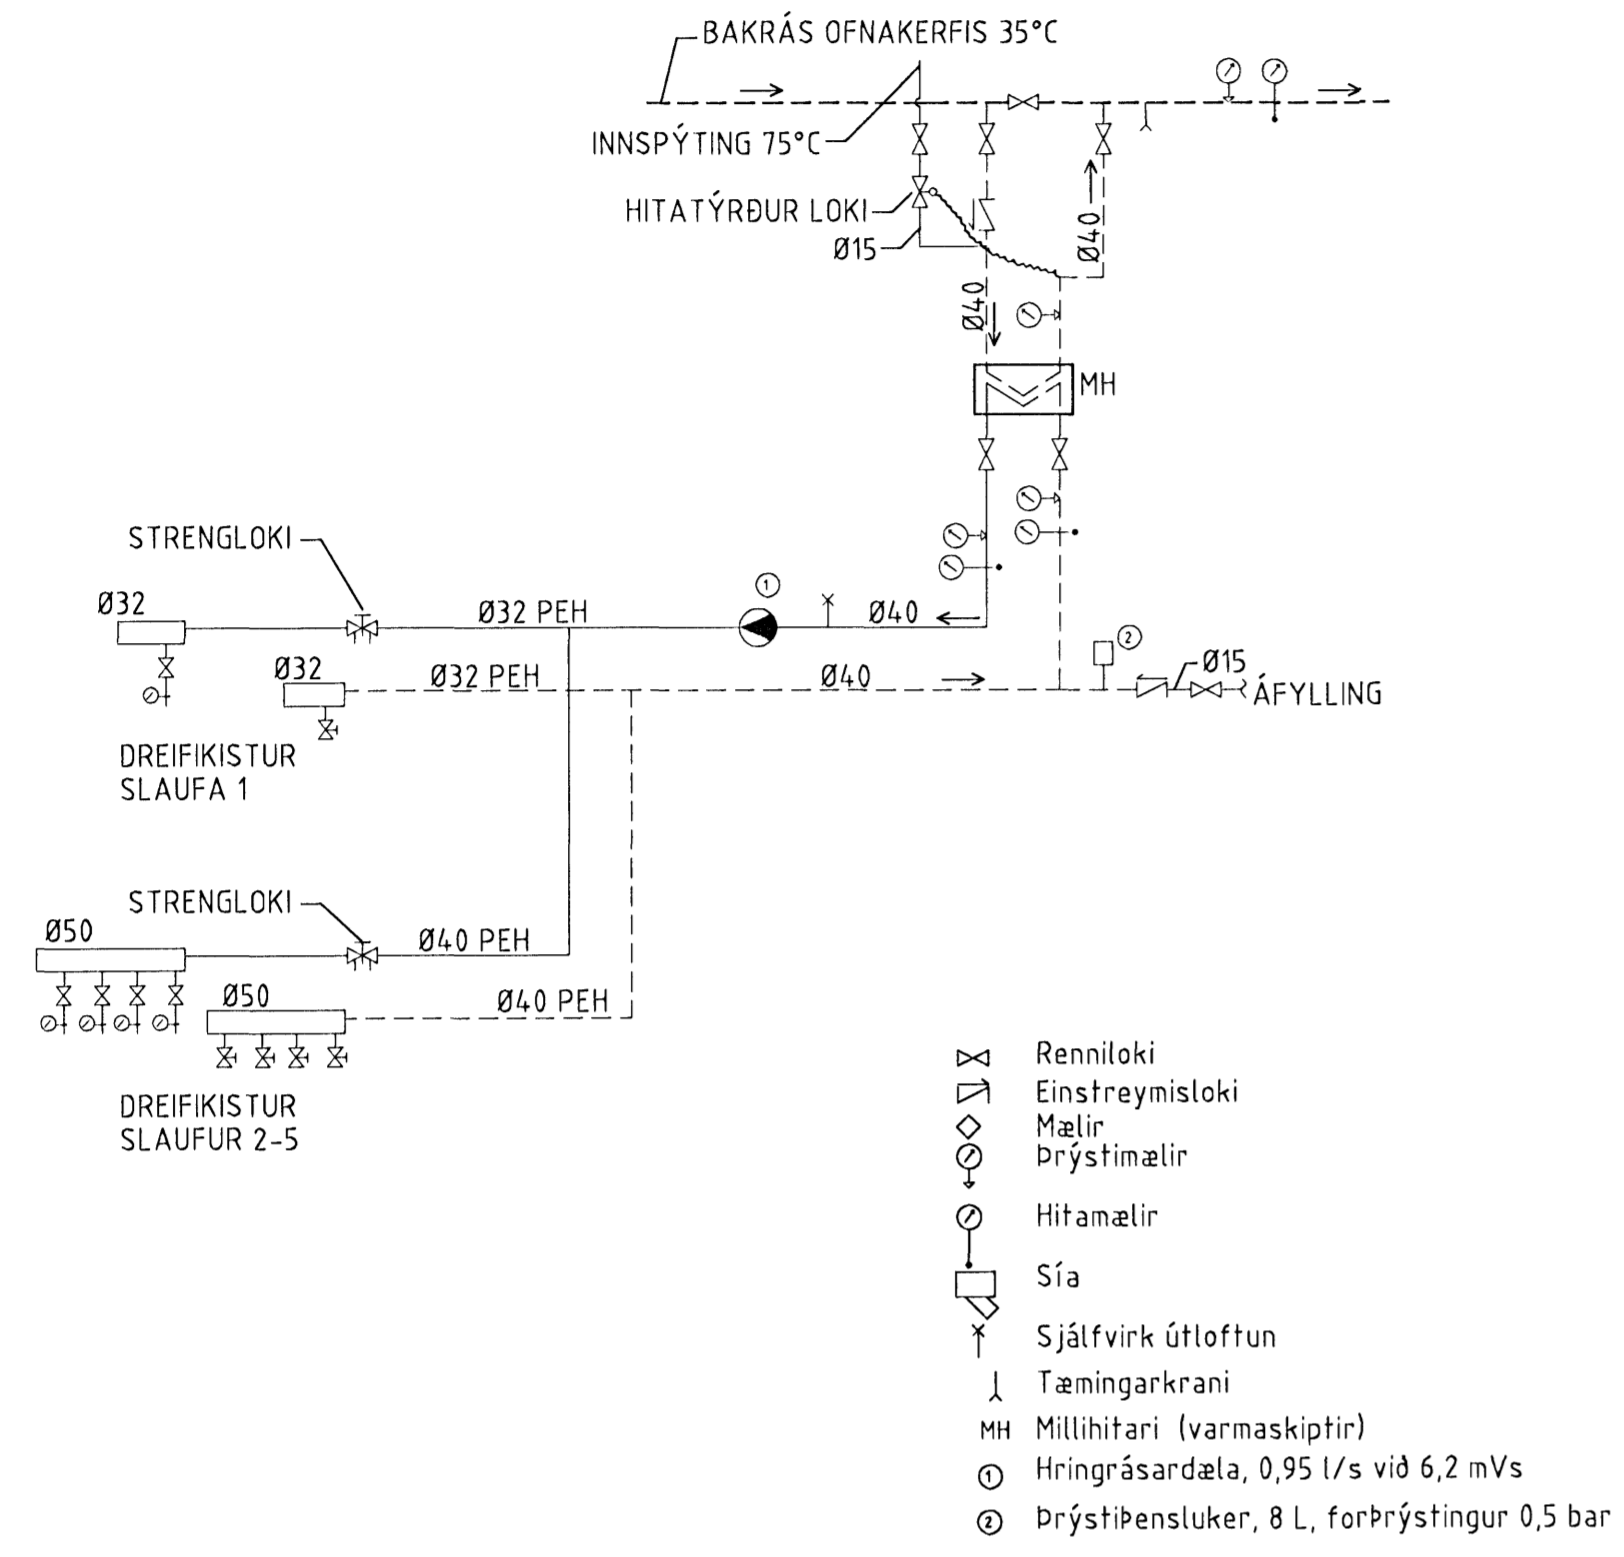 BAKRÁS OFNAKERFIS 35°C
INNSPÝTING 75°C
HITATÝRÐUR LOKI
Ø15
Ø40
Ø40
MH
STRENGLOKI
1
Ø32
Ø32 PEH
Ø40
2
Ø32
Ø32 PEH
Ø40
Ø15
ÁFYLLING
DREIFIKISTUR
SLAUFA 1
STRENGLOKI
Ø50
Ø40 PEH
Ø50
Ø40 PEH
DREIFIKISTUR
SLAUFUR 2-5
Renniloki
Einstreymisloki
Mælir
Þrýstimælir
Hitamælir
Sía
Sjálfvirk útloftun
Tæmingarkrani
MH Millihitari (varmaskiptir)
1 Hringrásardæla, 0,95 l/s við 6,2 mVs
2 Þrýstiþensluker, 8 L, forþrýstingur 0,5 bar